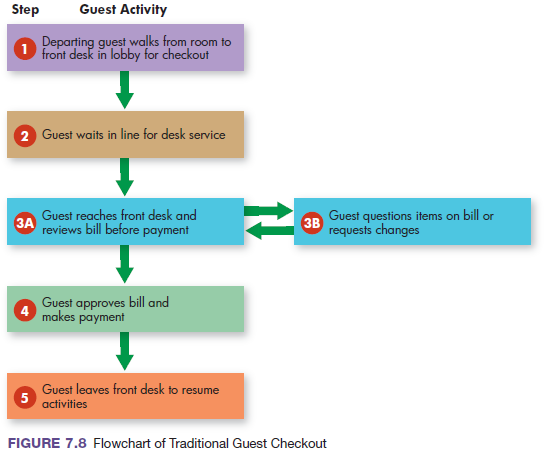 Step Guest Activity
1 Departing guest walks from room to
front desk in lobby for checkout
2 Guest waits in line for desk service
3A Guest reaches front desk and
reviews bill before payment
3B Guest questions items on bill or
requests changes
4 Guest approves bill and
makes payment
5 Guest leaves front desk to resume
activities
FIGURE 7.8 Flowchart of Traditional Guest Checkout